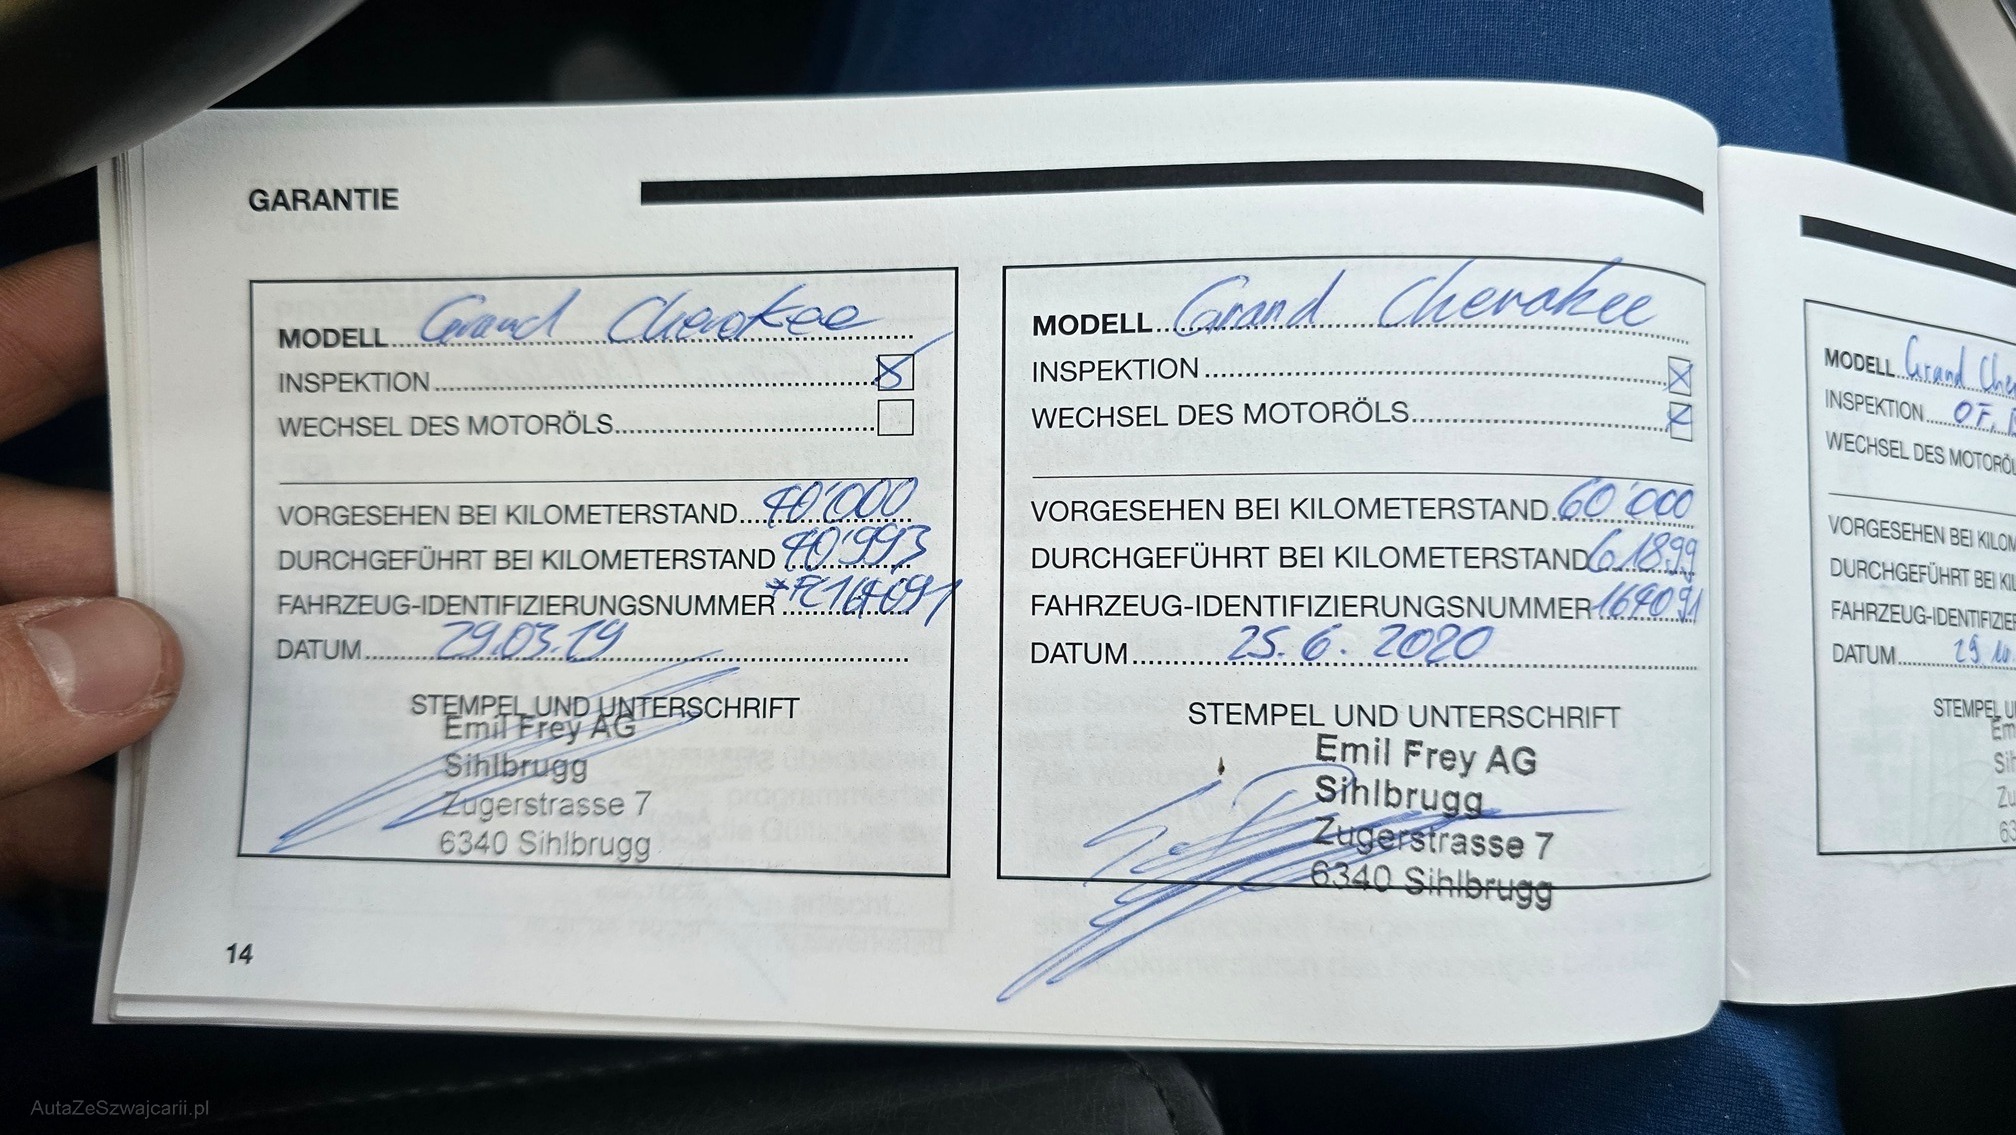 GARANTIE
MODELL Grand Cherokee
INSPEKTION
WECHSEL DES MOTORÖLS
VORGESEHEN BEI KILOMETERSTAND 40'000
DURCHGEFÜHRT BEI KILOMETERSTAND 40'993
FAHRZEUG-IDENTIFIZIERUNGSNUMMER
DATUM 29.03.19
STEMPEL UND UNTERSCHRIFT
Emil Frey AG
Sihlbrugg
Zugerstrasse 7
6340 Sihlbrugg
14
MODELL Grand Cherokee
INSPEKTION
WECHSEL DES MOTORÖLS
VORGESEHEN BEI KILOMETERSTAND 60'000
DURCHGEFÜHRT BEI KILOMETERSTAND 61899
FAHRZEUG-IDENTIFIZIERUNGSNUMMER 164091
DATUM 25.6.2020
STEMPEL UND UNTERSCHRIFT
Emil Frey AG
Sihlbrugg
Zugerstrasse 7
6340 Sihlbrugg
MODELL Grand Che
INSPEKTION
WECHSEL DES MOTORÖL
VORGESEHEN BEI KILOM
DURCHGEFÜHRT BEI KI
FAHRZEUG-IDENTIFIZIE
DATUM
STEMPEL U
AutaZeSzwajcarii.pl